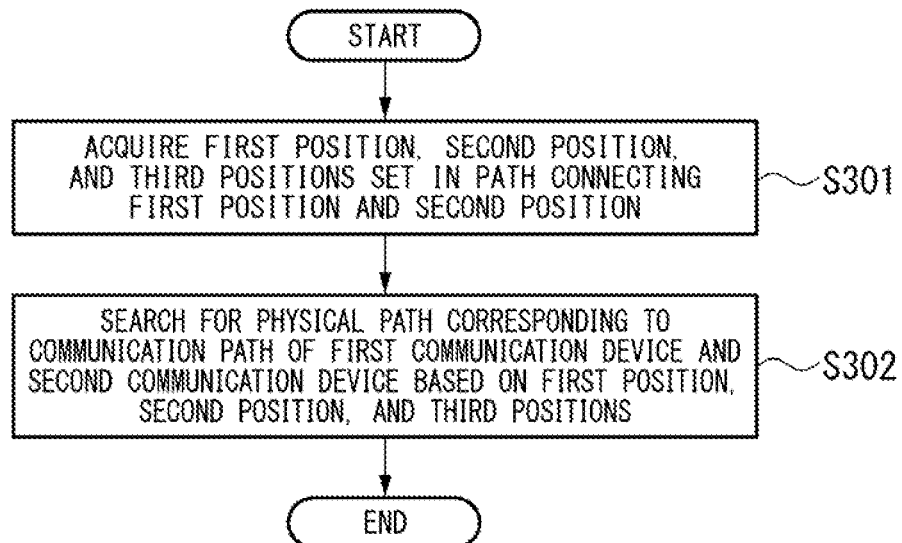 START
ACQUIRE FIRST POSITION, SECOND POSITION,
AND THIRD POSITIONS SET IN PATH CONNECTING
FIRST POSITION AND SECOND POSITION
S301
SEARCH FOR PHYSICAL PATH CORRESPONDING TO
COMMUNICATION PATH OF FIRST COMMUNICATION DEVICE AND
SECOND COMMUNICATION DEVICE BASED ON FIRST POSITION,
SECOND POSITION, AND THIRD POSITIONS
S302
END